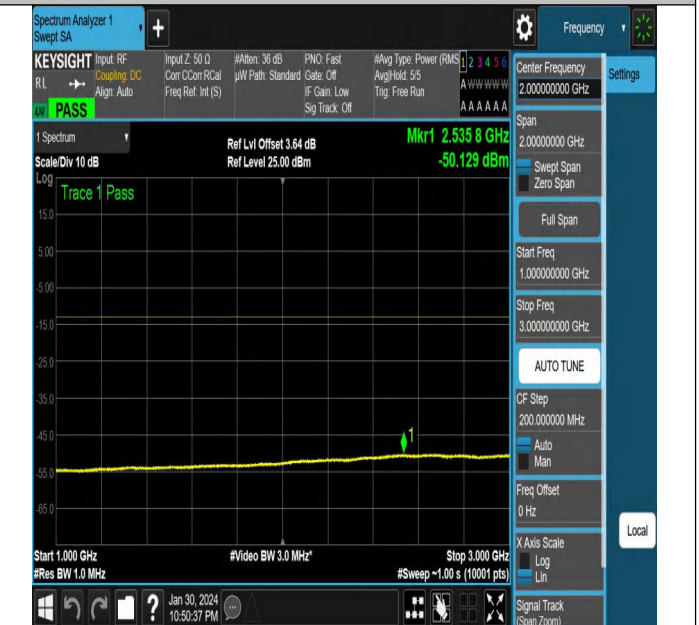 Spectrum Analyzer 1
Swept SA
+
Frequency
KEYSIGHT
RL
LXI
PASS
Input: RF
Coupling: DC
Align: Auto
Input Z: 50 Ω
Corr CCorr RCal
Freq Ref: Int (S)
#Atten: 36 dB
µW Path: Standard
PNO: Fast
Gate: Off
IF Gain: Low
Sig Track: Off
#Avg Type: Power (RMS
Avg|Hold: 5/5
Trig: Free Run
1 2 3 4 5 6
A W W W W W
A A A A A A
Center Frequency
2.000000000 GHz
Settings
1 Spectrum
Scale/Div 10 dB
Log
Ref Lvl Offset 3.64 dB
Ref Level 25.00 dBm
Mkr1 2.535 8 GHz
-50.129 dBm
Trace 1 Pass
15.0
5.00
-5.00
-15.0
-25.0
-35.0
-45.0
-55.0
-65.0
1
Start 1.000 GHz
#Res BW 1.0 MHz
#Video BW 3.0 MHz*
Stop 3.000 GHz
#Sweep ~1.00 s (10001 pts)
Span
2.00000000 GHz
Swept Span
Zero Span
Full Span
Start Freq
1.000000000 GHz
Stop Freq
3.000000000 GHz
AUTO TUNE
CF Step
200.000000 MHz
Auto
Man
Freq Offset
0 Hz
X Axis Scale
Log
Lin
Signal Track
(Span Zoom)
Local
?
Jan 30, 2024
10:50:37 PM